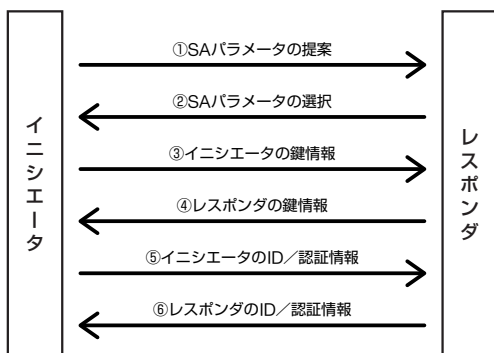 イニシエータ
①SAパラメータの提案
②SAパラメータの選択
③イニシエータの鍵情報
④レスポンダの鍵情報
⑤イニシエータのID／認証情報
⑥レスポンダのID／認証情報
レスポンダ